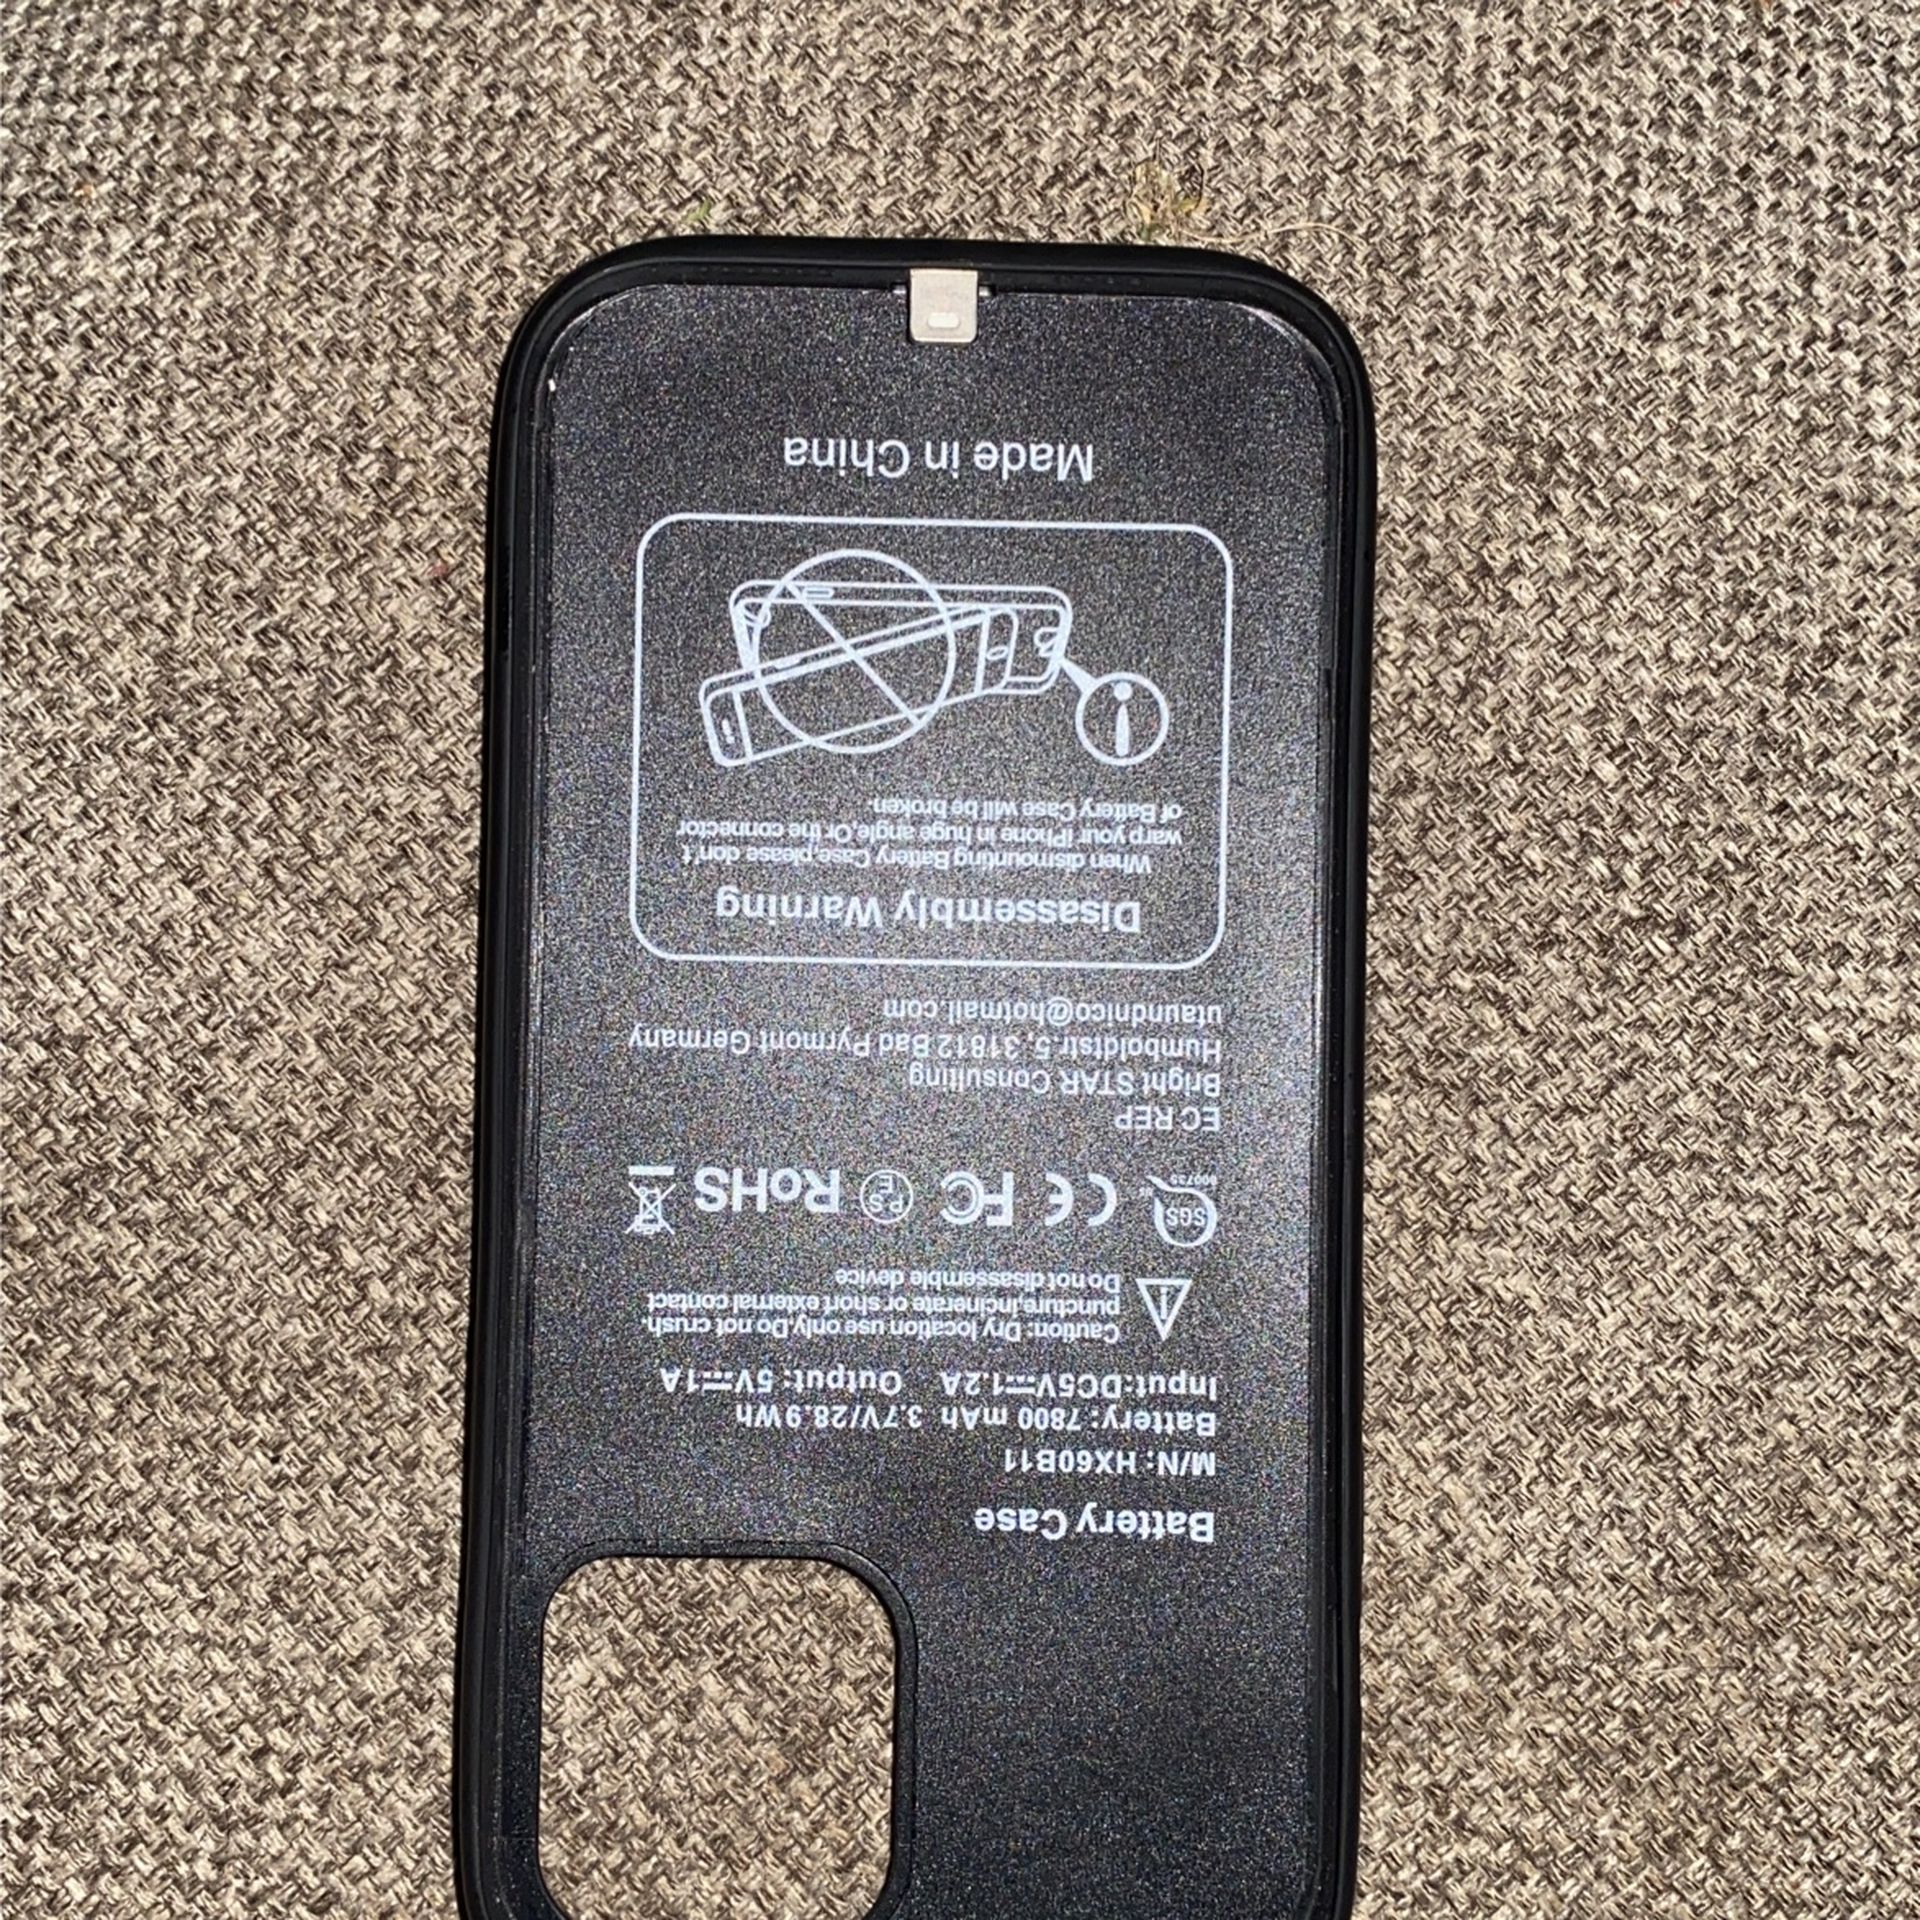 Battery Case
M/N: HX60B11
Battery: 7800 mAh 3.7V/28.9Wh
Input:DC5V⎓1.2A Output: 5V⎓1A
Caution: Dry location use only.Do not crush,
puncture,incinerate or short external contact
Do not disassemble device
SGS 800735 CE FC PSE RoHS
EC REP
Bright STAR Consulting
Humboldtstr.5, 31812 Bad Pyrmont Germany
utaundnico@hotmail.com
Disassembly Warning
When dismounting Battery Case,please don't
warp your iPhone in huge angle,Or the connector
of Battery Case will be broken.
Made in China